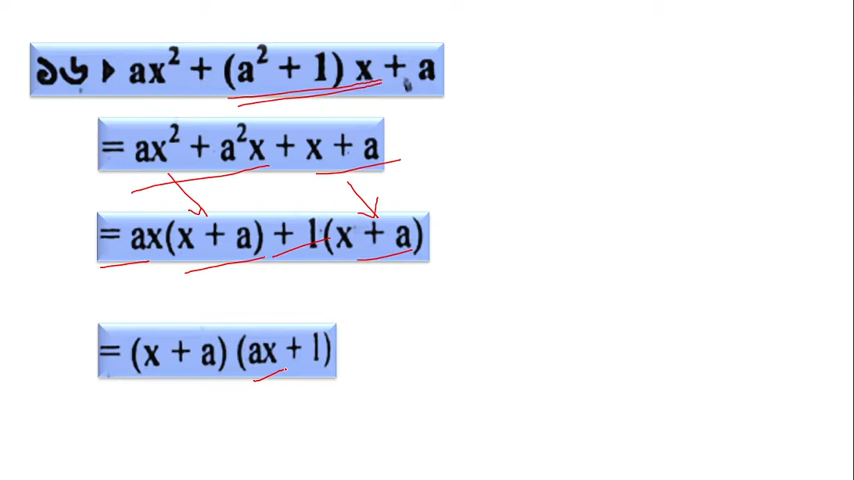 ১৬ ▶ ax² + (a² + 1) x + a
= ax² + a²x + x + a
= ax(x + a) + 1(x + a)
= (x + a) (ax + 1)